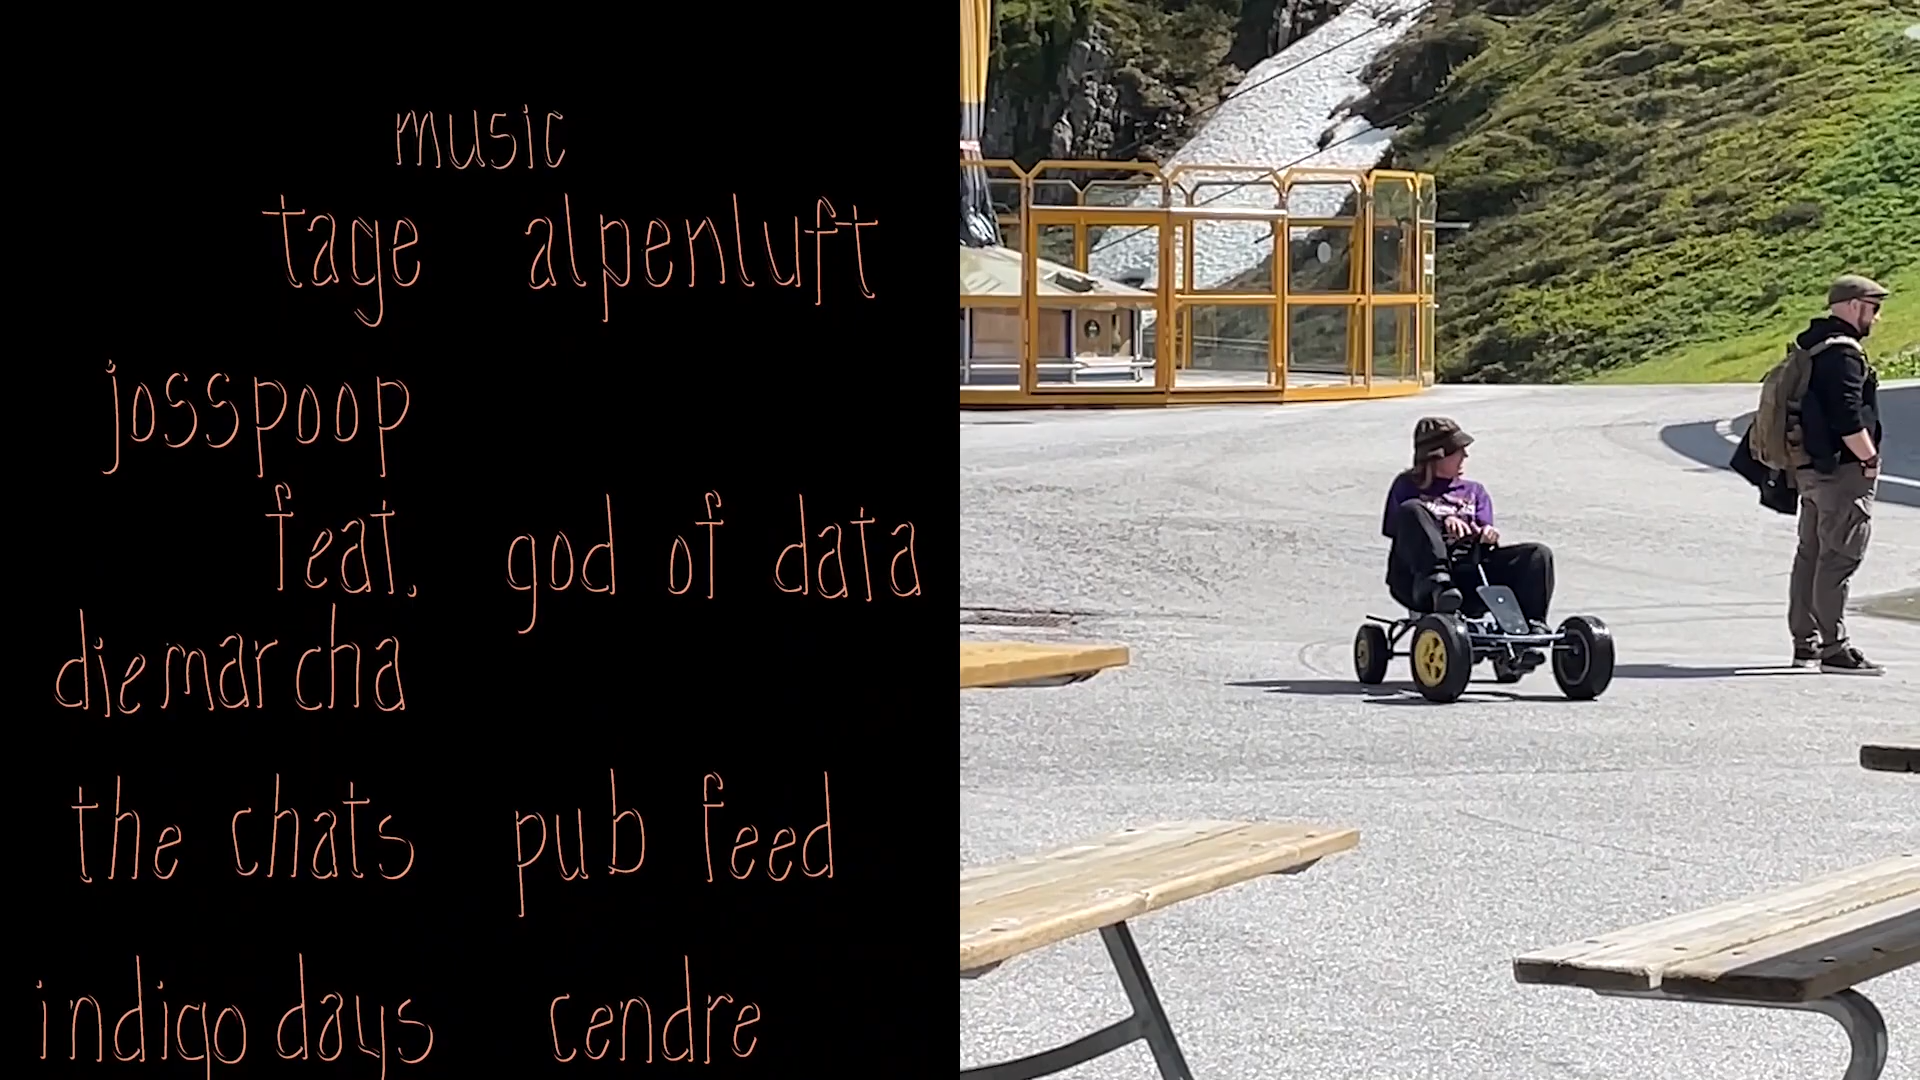 music
tage alpenluft
josspoop
feat. god of data
diemarcha
the chats pub feed
indigo days cendre